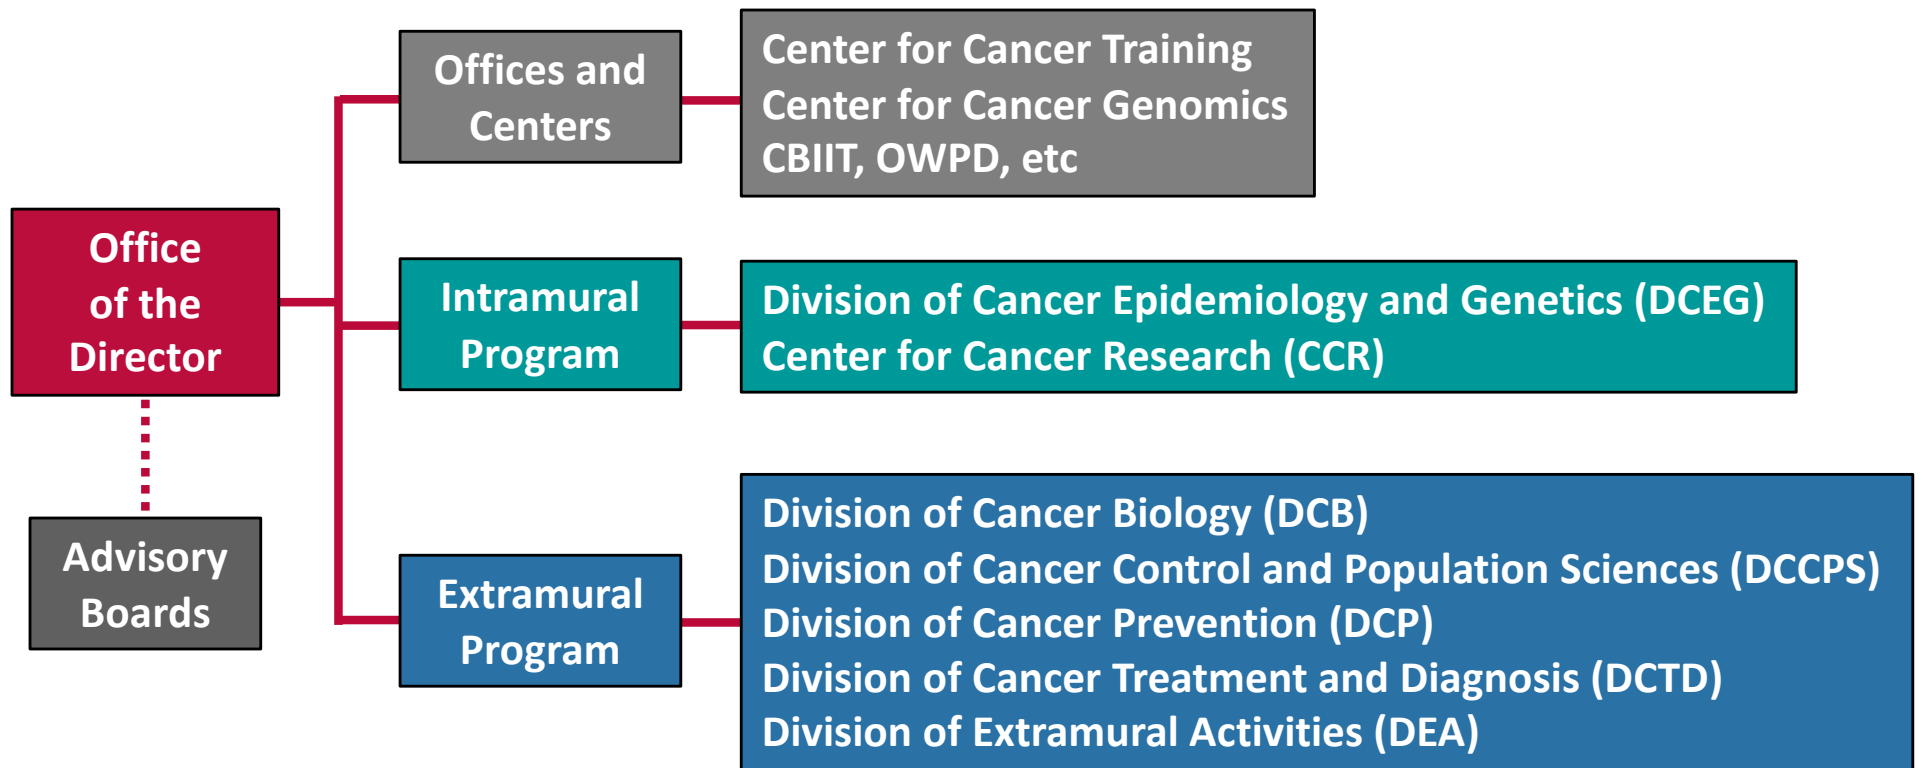 Office
of the
Director
Advisory
Boards
Offices and
Centers
Center for Cancer Training
Center for Cancer Genomics
CBIIT, OWPD, etc
Intramural
Program
Division of Cancer Epidemiology and Genetics (DCEG)
Center for Cancer Research (CCR)
Extramural
Program
Division of Cancer Biology (DCB)
Division of Cancer Control and Population Sciences (DCCPS)
Division of Cancer Prevention (DCP)
Division of Cancer Treatment and Diagnosis (DCTD)
Division of Extramural Activities (DEA)